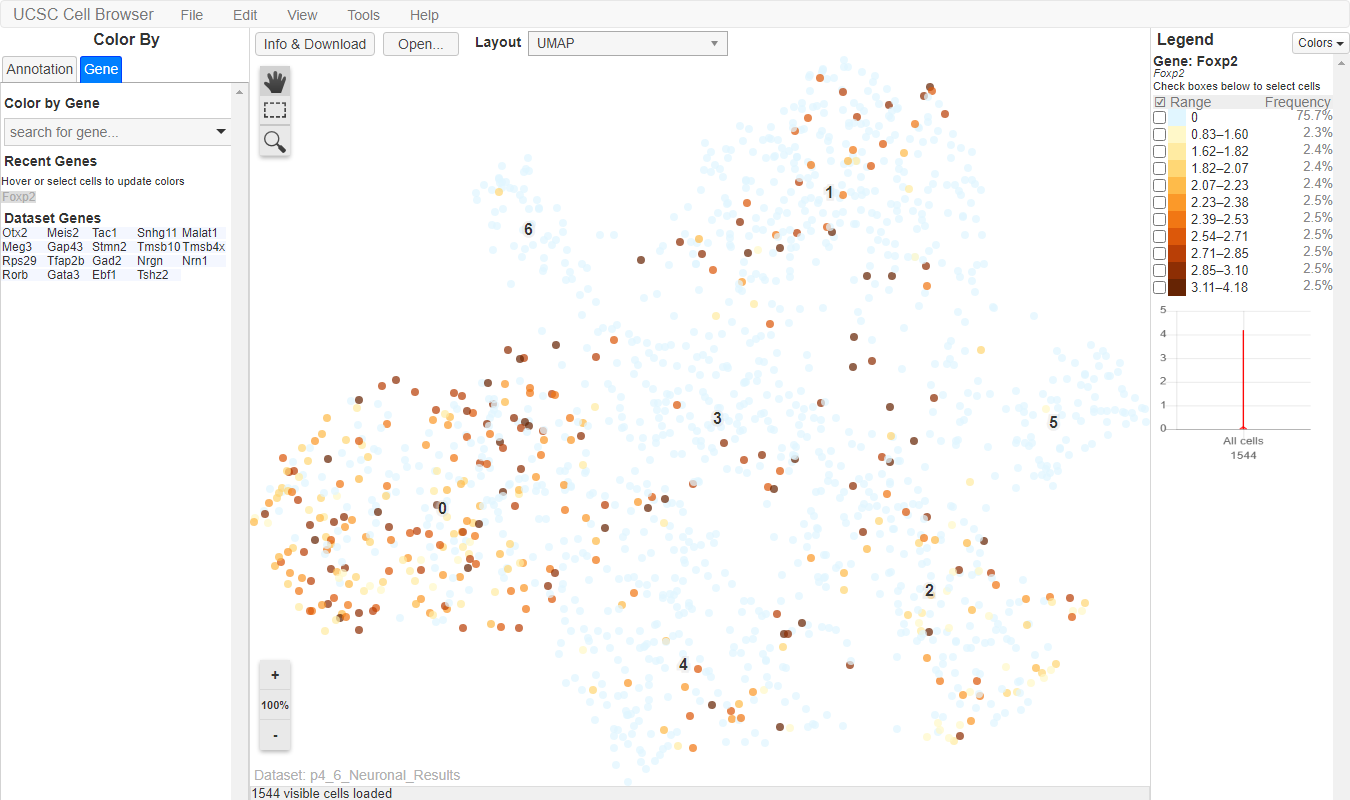 UCSC Cell Browser File Edit View Tools Help
Color By
Annotation Gene
Color by Gene
search for gene...
Recent Genes
Hover or select cells to update colors
Foxp2
Dataset Genes
Otx2 Meis2 Tac1 Snhg11 Malat1
Meg3 Gap43 Stmn2 Tmsb10 Tmsb4x
Rps29 Tfap2b Gad2 Nrgn Nrn1
Rorb Gata3 Ebf1 Tshz2
Info & Download Open... Layout UMAP
1
6
3
5
0
2
4
+
100%
-
Dataset: p4_6_Neuronal_Results
1544 visible cells loaded
Legend Colors
Gene: Foxp2
Foxp2
Check boxes below to select cells
Range Frequency
0 75.7%
0.83–1.60 2.3%
1.62–1.82 2.4%
1.82–2.07 2.4%
2.07–2.23 2.4%
2.23–2.38 2.5%
2.39–2.53 2.5%
2.54–2.71 2.5%
2.71–2.85 2.5%
2.85–3.10 2.5%
3.11–4.18 2.5%
5
4
3
2
1
0
All cells
1544